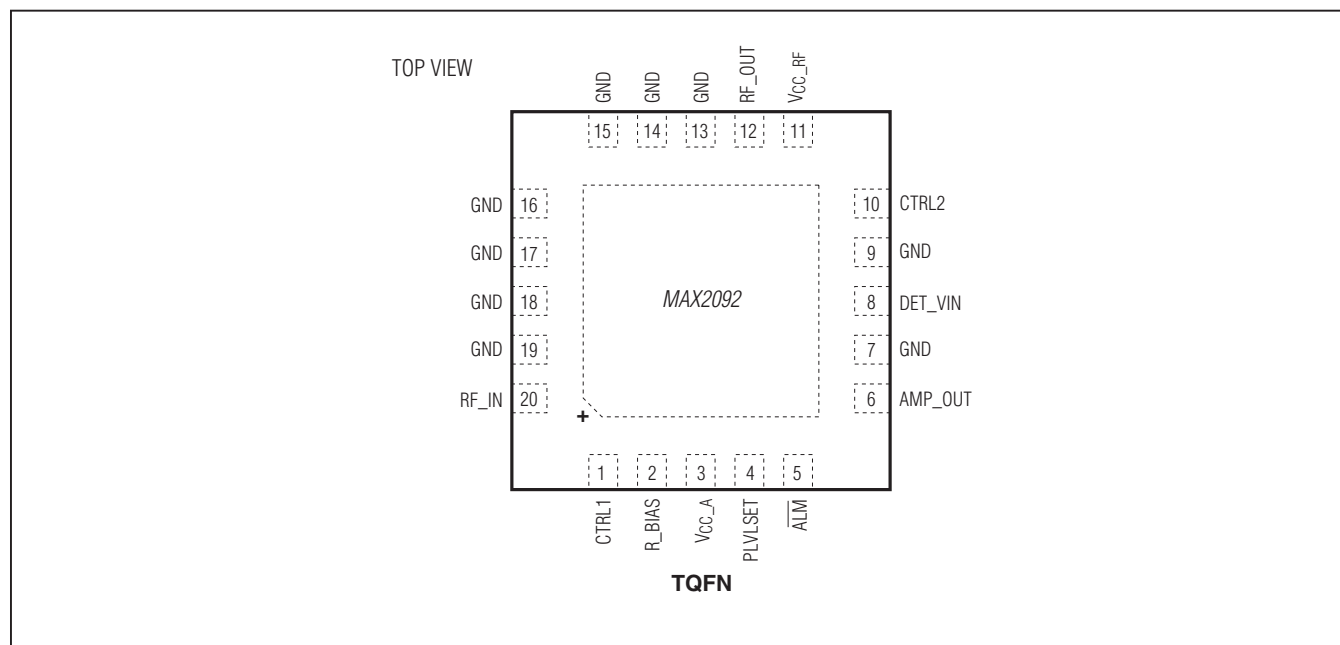 TOP VIEW
GND
GND
GND
RF_OUT
VCC_RF
15
14
13
12
11
GND 16
10 CTRL2
GND 17
9 GND
GND 18
MAX2092
8 DET_VIN
GND 19
7 GND
RF_IN 20
6 AMP_OUT
+
1
2
3
4
5
CTRL1
R_BIAS
VCC_A
PLVLSET
A̅L̅M̅
TQFN